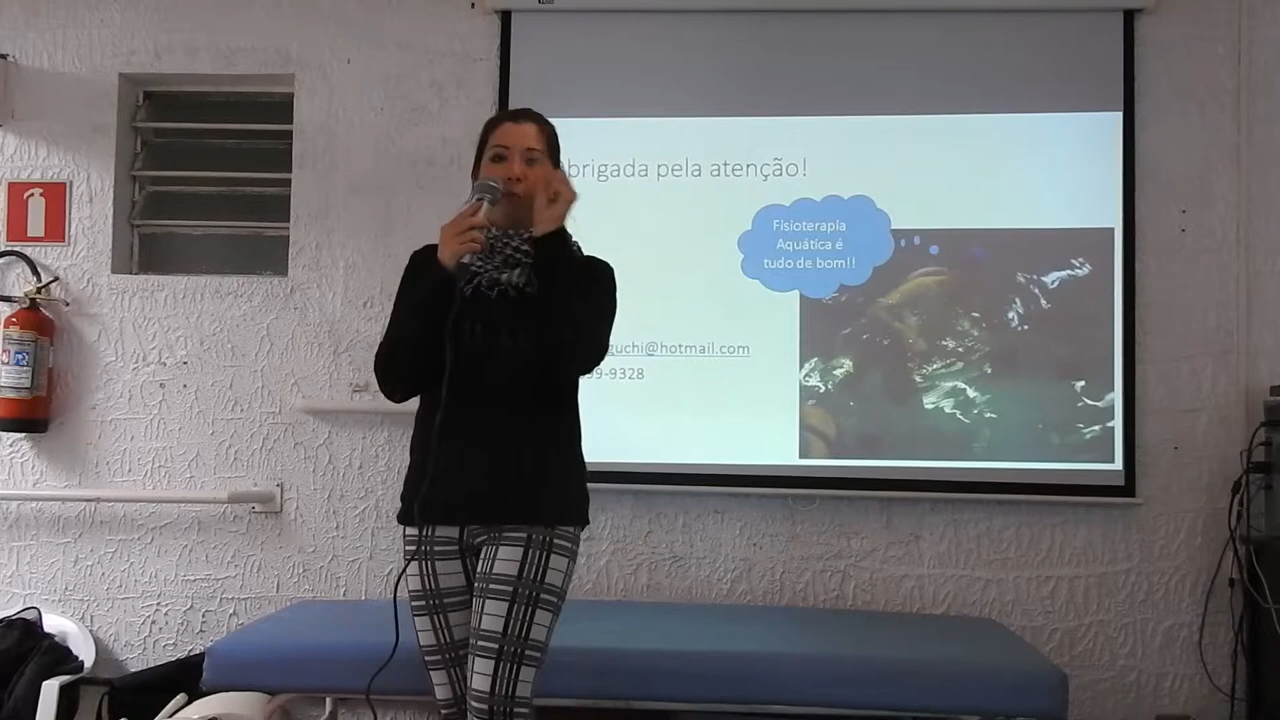 brigada pela atenção!
Fisioterapia
Aquática é
tudo de bom!!
guchi@hotmail.com
99-9328